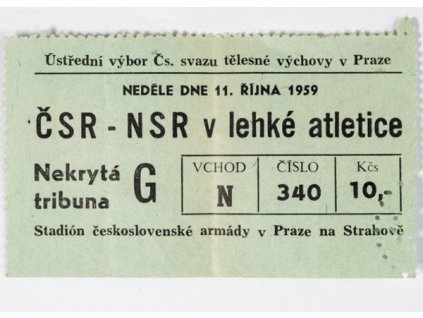 Ústřední výbor Čs. svazu tělesné výchovy v Praze
NEDĚLE DNE 11. ŘÍJNA 1959
ČSR - NSR v lehké atletice
Nekrytá tribuna G
VCHOD N
ČÍSLO 340
Kčs 10,-
Stadión československé armády v Praze na Strahově